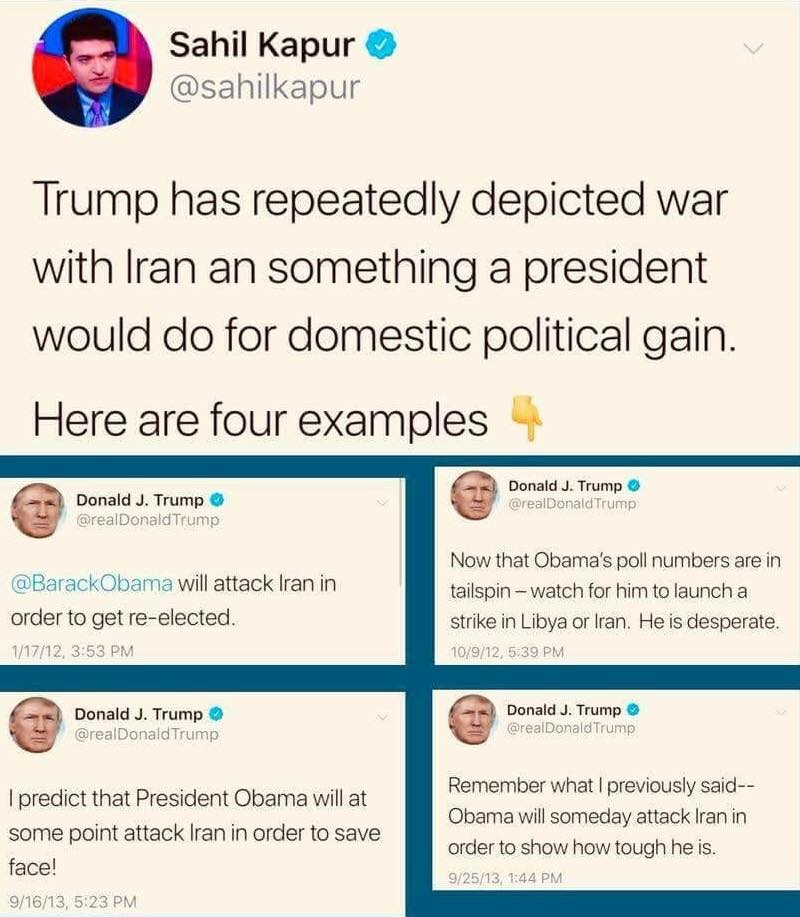 Sahil Kapur
@sahilkapur
Trump has repeatedly depicted war
with Iran an something a president
would do for domestic political gain.
Here are four examples 👇
Donald J. Trump
@realDonaldTrump
@BarackObama will attack Iran in
order to get re-elected.
1/17/12, 3:53 PM
Donald J. Trump
@realDonaldTrump
Now that Obama's poll numbers are in
tailspin – watch for him to launch a
strike in Libya or Iran. He is desperate.
10/9/12, 5:39 PM
Donald J. Trump
@realDonaldTrump
I predict that President Obama will at
some point attack Iran in order to save
face!
9/16/13, 5:23 PM
Donald J. Trump
@realDonaldTrump
Remember what I previously said--
Obama will someday attack Iran in
order to show how tough he is.
9/25/13, 1:44 PM